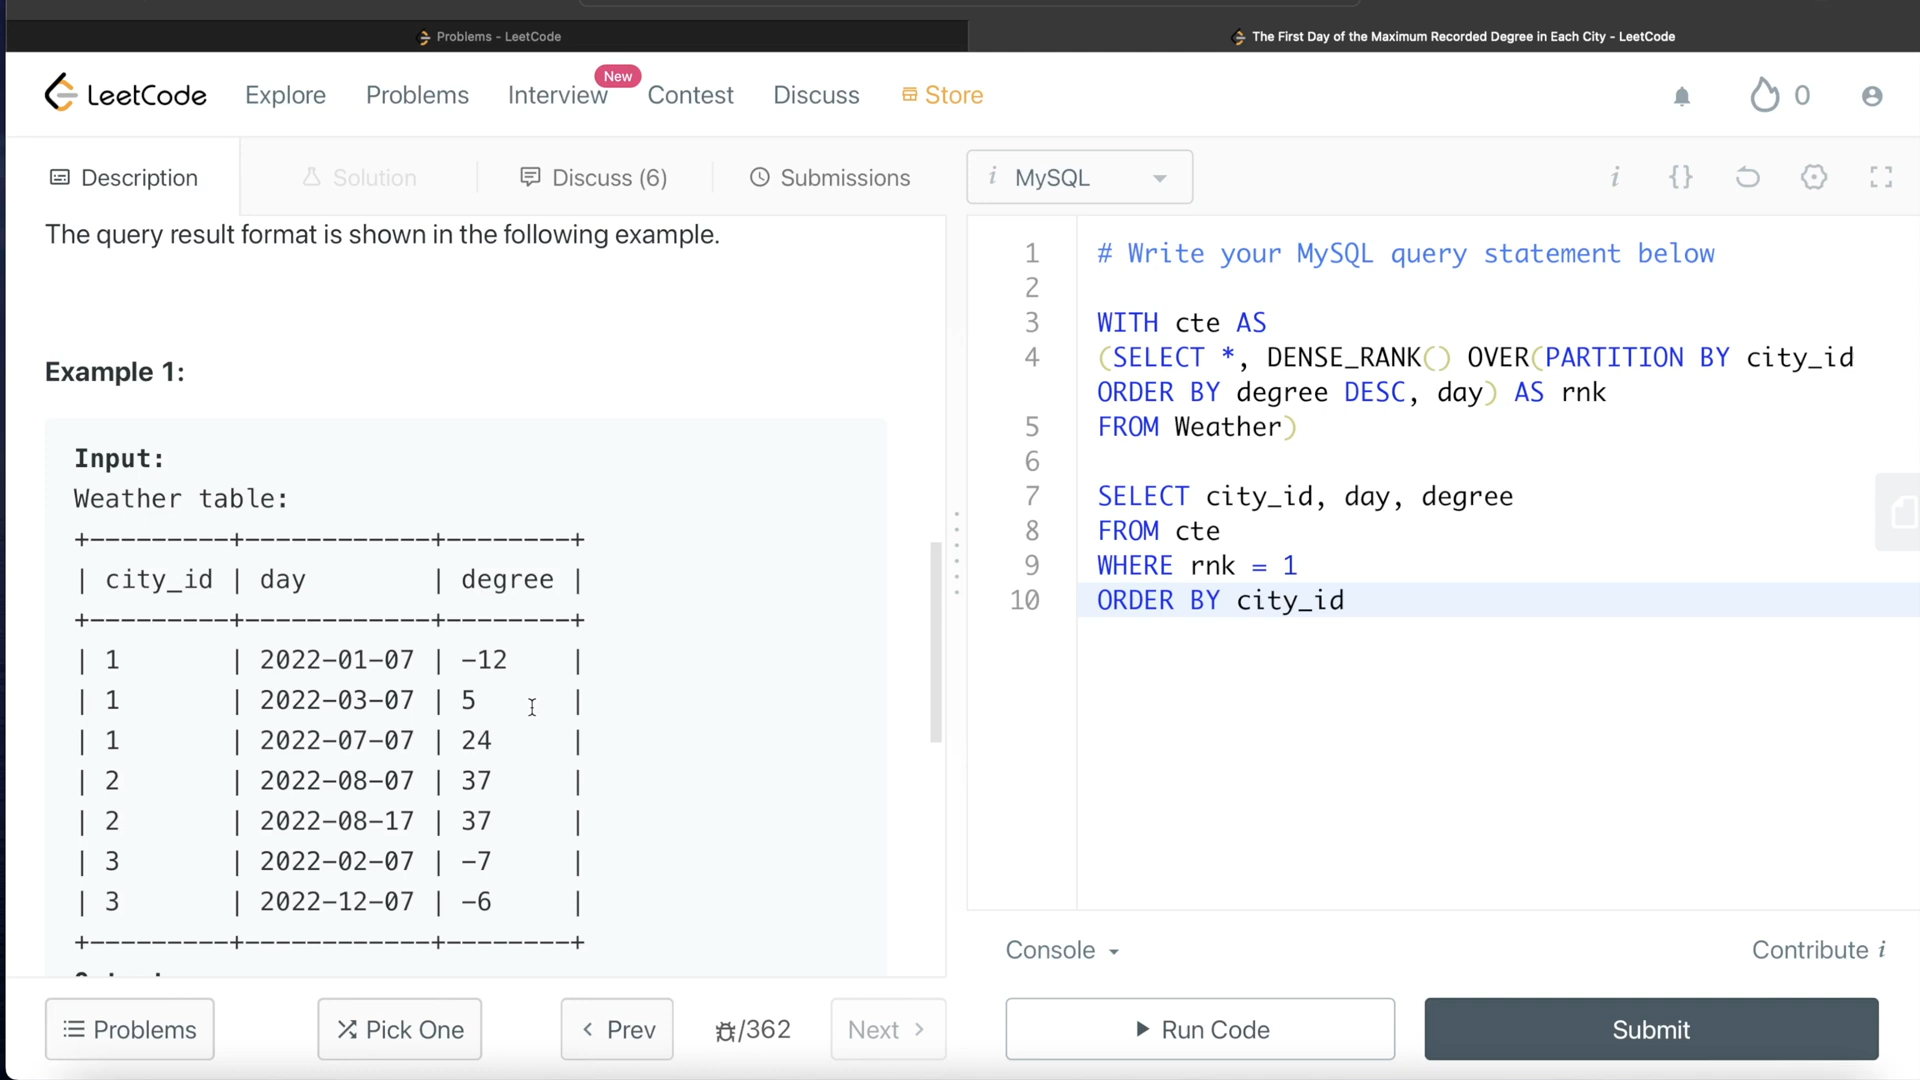 Problems - LeetCode
The First Day of the Maximum Recorded Degree in Each City - LeetCode
LeetCode Explore Problems Interview New Contest Discuss Store 0
Description Solution Discuss (6) Submissions
The query result format is shown in the following example.
Example 1:
Input:
Weather table:
+---------+------------+--------+
| city_id | day        | degree |
+---------+------------+--------+
| 1       | 2022-01-07 | -12    |
| 1       | 2022-03-07 | 5      |
| 1       | 2022-07-07 | 24     |
| 2       | 2022-08-07 | 37     |
| 2       | 2022-08-17 | 37     |
| 3       | 2022-02-07 | -7     |
| 3       | 2022-12-07 | -6     |
+---------+------------+--------+
Problems Pick One < Prev /362 Next >
i MySQL i {}
1 # Write your MySQL query statement below
2
3 WITH cte AS
4 (SELECT *, DENSE_RANK() OVER(PARTITION BY city_id
ORDER BY degree DESC, day) AS rnk
5 FROM Weather)
6
7 SELECT city_id, day, degree
8 FROM cte
9 WHERE rnk = 1
10 ORDER BY city_id
Console Contribute i
Run Code Submit